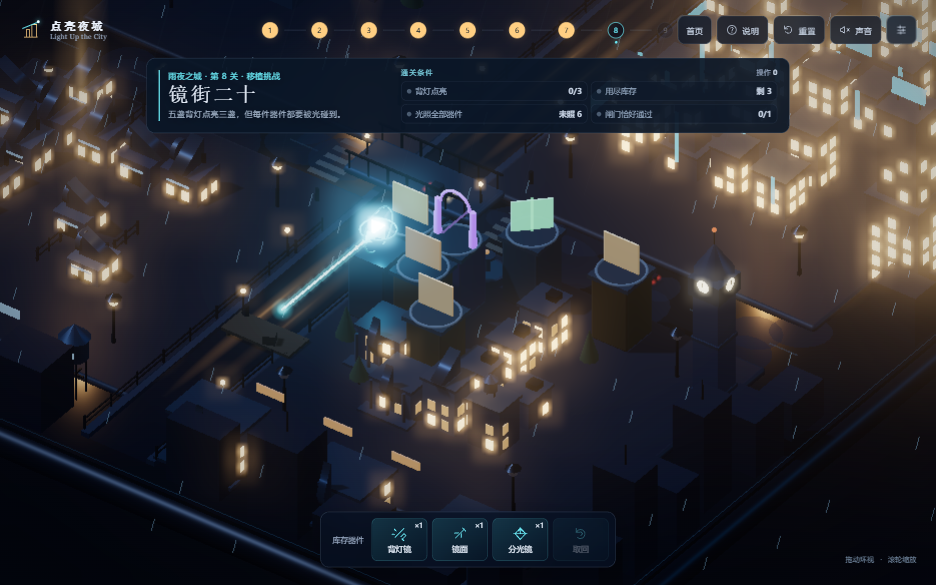 点亮夜城
Light Up the City
1 2 3 4 5 6 7 8 9
首页
说明
重置
声音
雨夜之城 · 第 8 关 · 移植挑战
镜街二十
五盏背灯点亮三盏，但每件器件都要被光碰到。
通关条件
操作 0
背灯点亮 0/3
用尽库存 剩 3
光照全部器件 未照 6
闸门恰好通过 0/1
库存器件
背灯镜 ×1
镜面 ×1
分光镜 ×1
取回
拖动环视 · 滚轮缩放